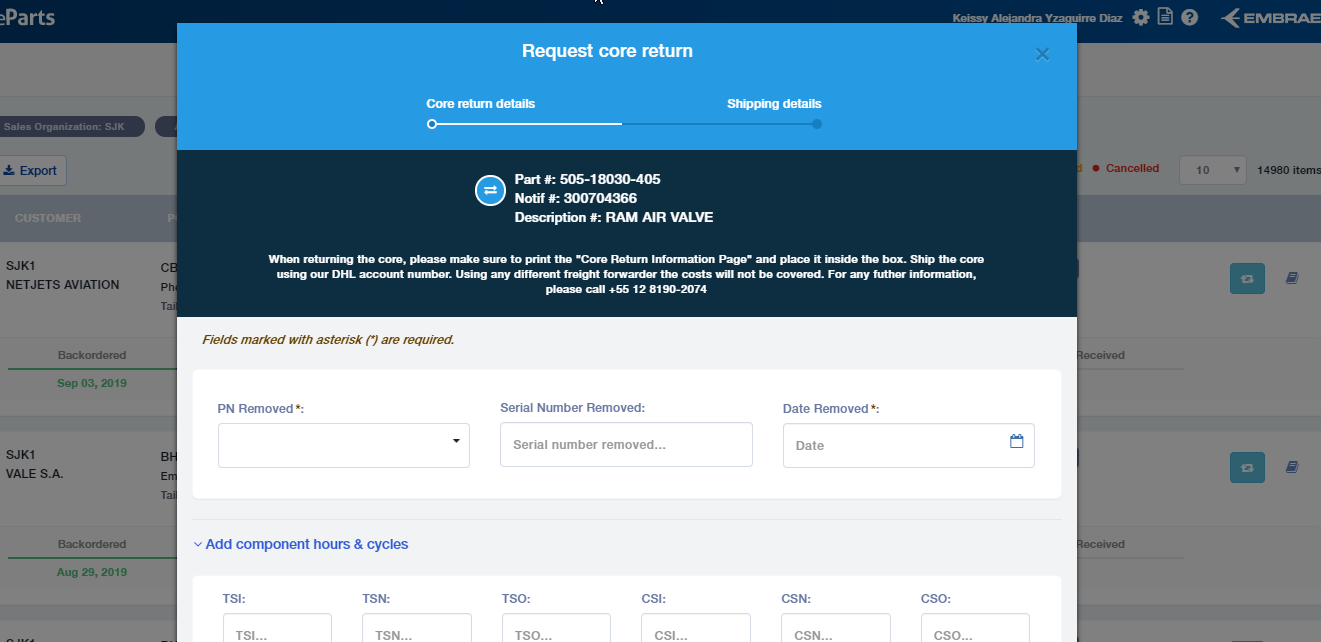 eParts
Keissy Alejandra Yzaguirre Diaz
EMBRAE
Request core return
Core return details
Shipping details
Sales Organization: SJK
A
Export
Part #: 505-18030-405
Notif #: 300704366
Description #: RAM AIR VALVE
d
Cancelled
10
14980 items
CUSTOMER
P
When returning the core, please make sure to print the "Core Return Information Page" and place it inside the box. Ship the core
using our DHL account number. Using any different freight forwarder the costs will not be covered. For any futher information,
please call +55 12 8190-2074
SJK1
NETJETS AVIATION
CB
Pho
Tail
Fields marked with asterisk (*) are required.
Backordered
Received
Sep 03, 2019
PN Removed*:
Serial Number Removed:
Date Removed*:
Serial number removed...
Date
SJK1
VALE S.A.
BH
Em
Tail
Backordered
Received
Aug 29, 2019
Add component hours & cycles
TSI:
TSN:
TSO:
CSI:
CSN:
CSO:
TSI...
TSN...
TSO...
CSI...
CSN...
CSO...